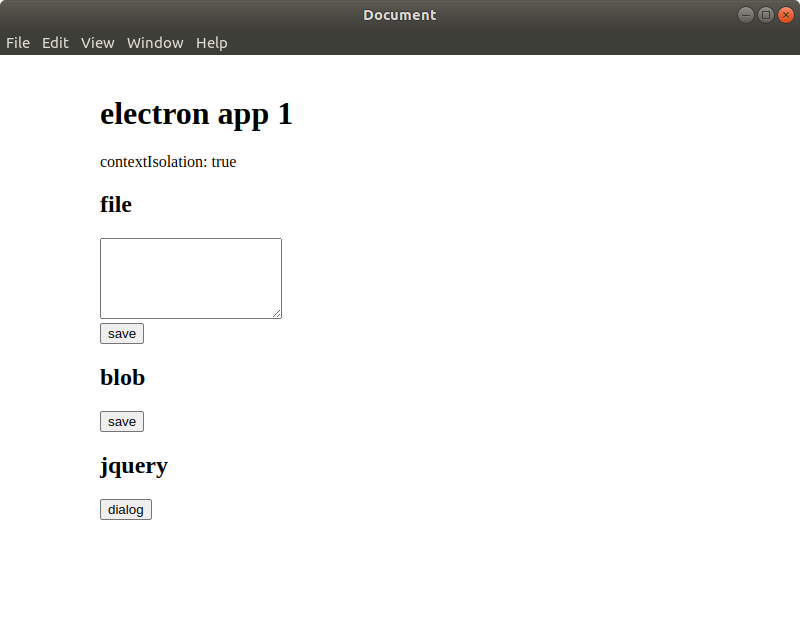 Document
File Edit View Window Help
electron app 1
contextIsolation: true
file
save
blob
save
jquery
dialog